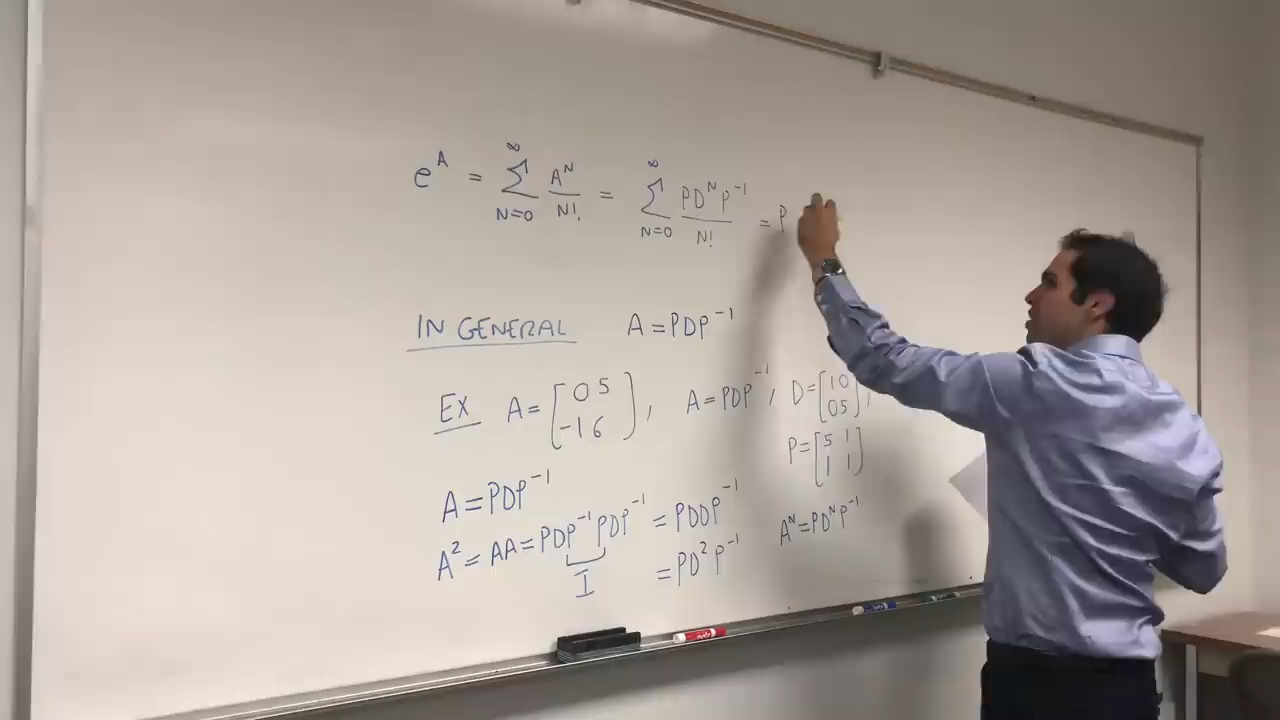 e^A = ∑_{N=0}^{∞} A^N/N! = ∑_{N=0}^{∞} PD^NP^{-1}/N! = P
IN GENERAL A=PDP^{-1}
EX A=[0 5; -1 6], A=PDP^{-1}, D=[1 0; 0 5],
P=[5 1; 1 1]
A=PDP^{-1}
A^2=AA=PDP^{-1}PDP^{-1}=PDDP^{-1} A^N=PD^NP^{-1}
I =PD^2P^{-1}